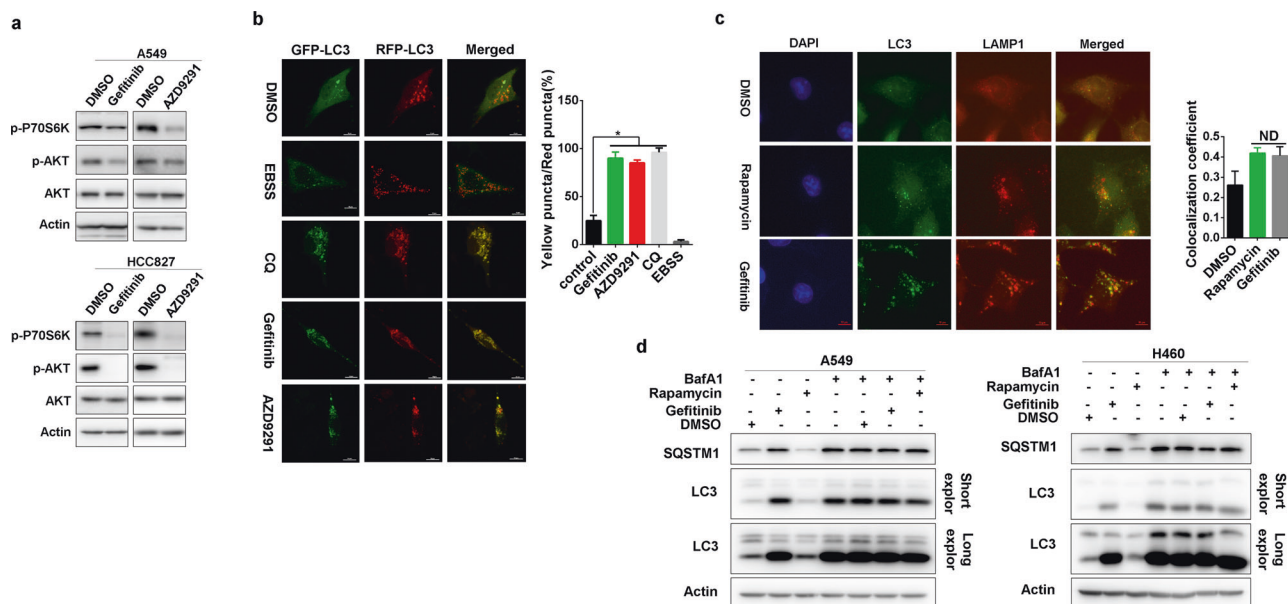 a
A549
DMSO Gefitinib DMSO AZD9291
p-P70S6K
p-AKT
AKT
Actin
HCC827
DMSO Gefitinib DMSO AZD9291
p-P70S6K
p-AKT
AKT
Actin
b
GFP-LC3 RFP-LC3 Merged
DMSO
EBSS
CQ
Gefitinib
AZD9291
Yellow puncta/Red puncta(%)
150
100
50
0
*
control Gefitinib AZD9291 CQ EBSS
c
DAPI LC3 LAMP1 Merged
DMSO
Rapamycin
Gefitinib
Colocalization coefficient
0.5
0.4
0.3
0.2
0.1
0.0
ND
DMSO Rapamycin Gefitinib
d
A549
BafA1 - - - + + + +
Rapamycin - - + - - - +
Gefitinib - + - - - + -
DMSO + - - - + - -
SQSTM1
LC3 Short explor
LC3 Long explor
Actin
H460
BafA1 - - - + + + +
Rapamycin - - + - - - +
Gefitinib - + - - - + -
DMSO + - - - + - -
SQSTM1
LC3 Short explor
LC3 Long explor
Actin